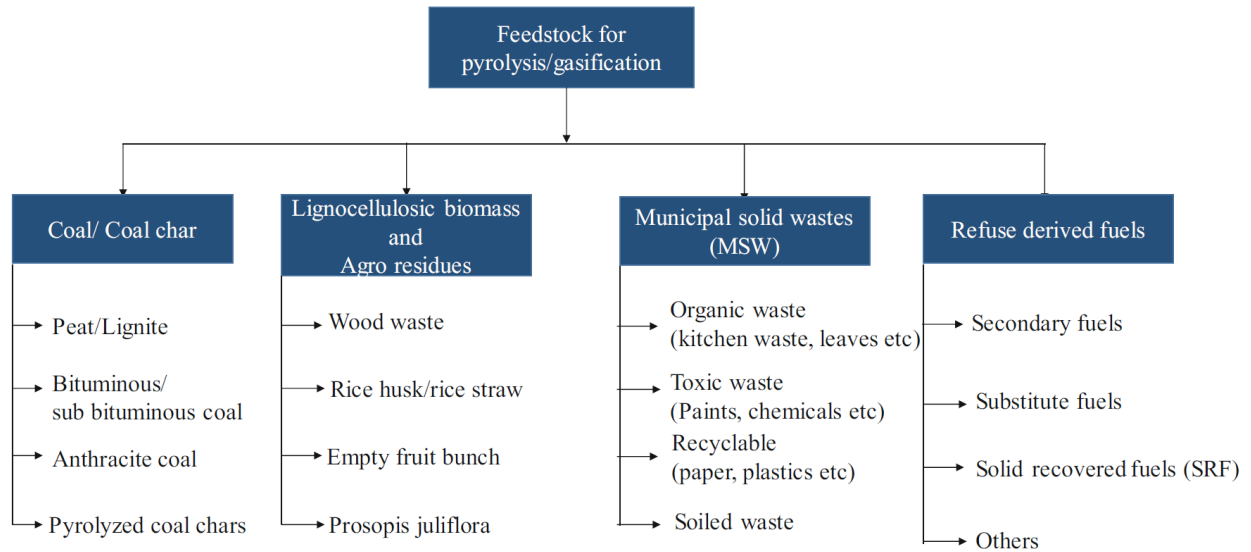 Feedstock for
pyrolysis/gasification
Coal/ Coal char
Peat/Lignite
Bituminous/
sub bituminous coal
Anthracite coal
Pyrolyzed coal chars
Lignocellulosic biomass
and
Agro residues
Wood waste
Rice husk/rice straw
Empty fruit bunch
Prosopis juliflora
Municipal solid wastes
(MSW)
Organic waste
(kitchen waste, leaves etc)
Toxic waste
(Paints, chemicals etc)
Recyclable
(paper, plastics etc)
Soiled waste
Refuse derived fuels
Secondary fuels
Substitute fuels
Solid recovered fuels (SRF)
Others